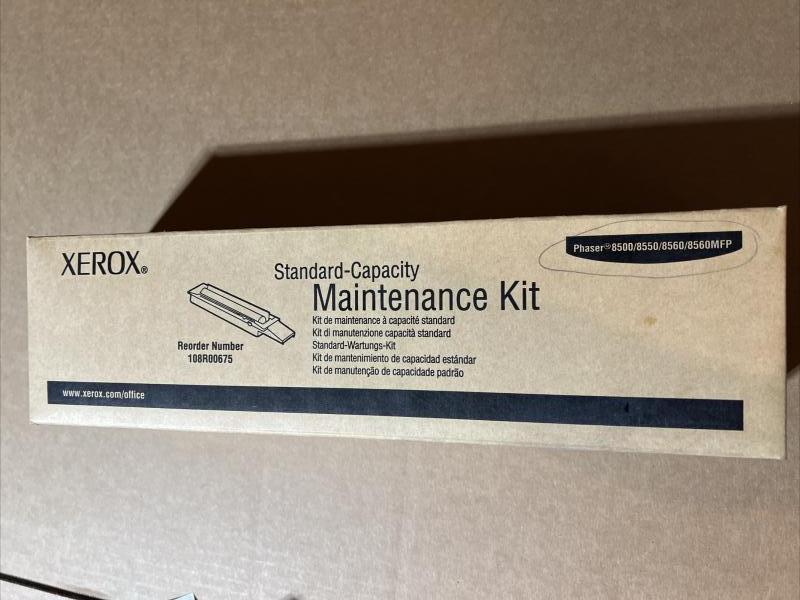 XEROX®
Phaser® 8500/8550/8560/8560MFP
Standard-Capacity
Maintenance Kit
Kit de maintenance à capacité standard
Kit di manutenzione capacità standard
Standard-Wartungs-Kit
Kit de mantenimiento de capacidad estándar
Kit de manutenção de capacidade padrão
Reorder Number
108R00675
www.xerox.com/office